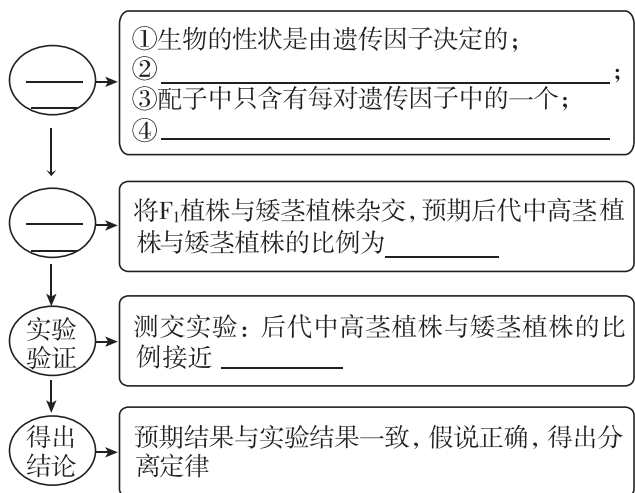 ①生物的性状是由遗传因子决定的;
② ;
③配子中只含有每对遗传因子中的一个;
④
将F₁植株与矮茎植株杂交,预期后代中高茎植
株与矮茎植株的比例为
实验
验证
测交实验: 后代中高茎植株与矮茎植株的比
例接近
得出
结论
预期结果与实验结果一致, 假说正确, 得出分
离定律